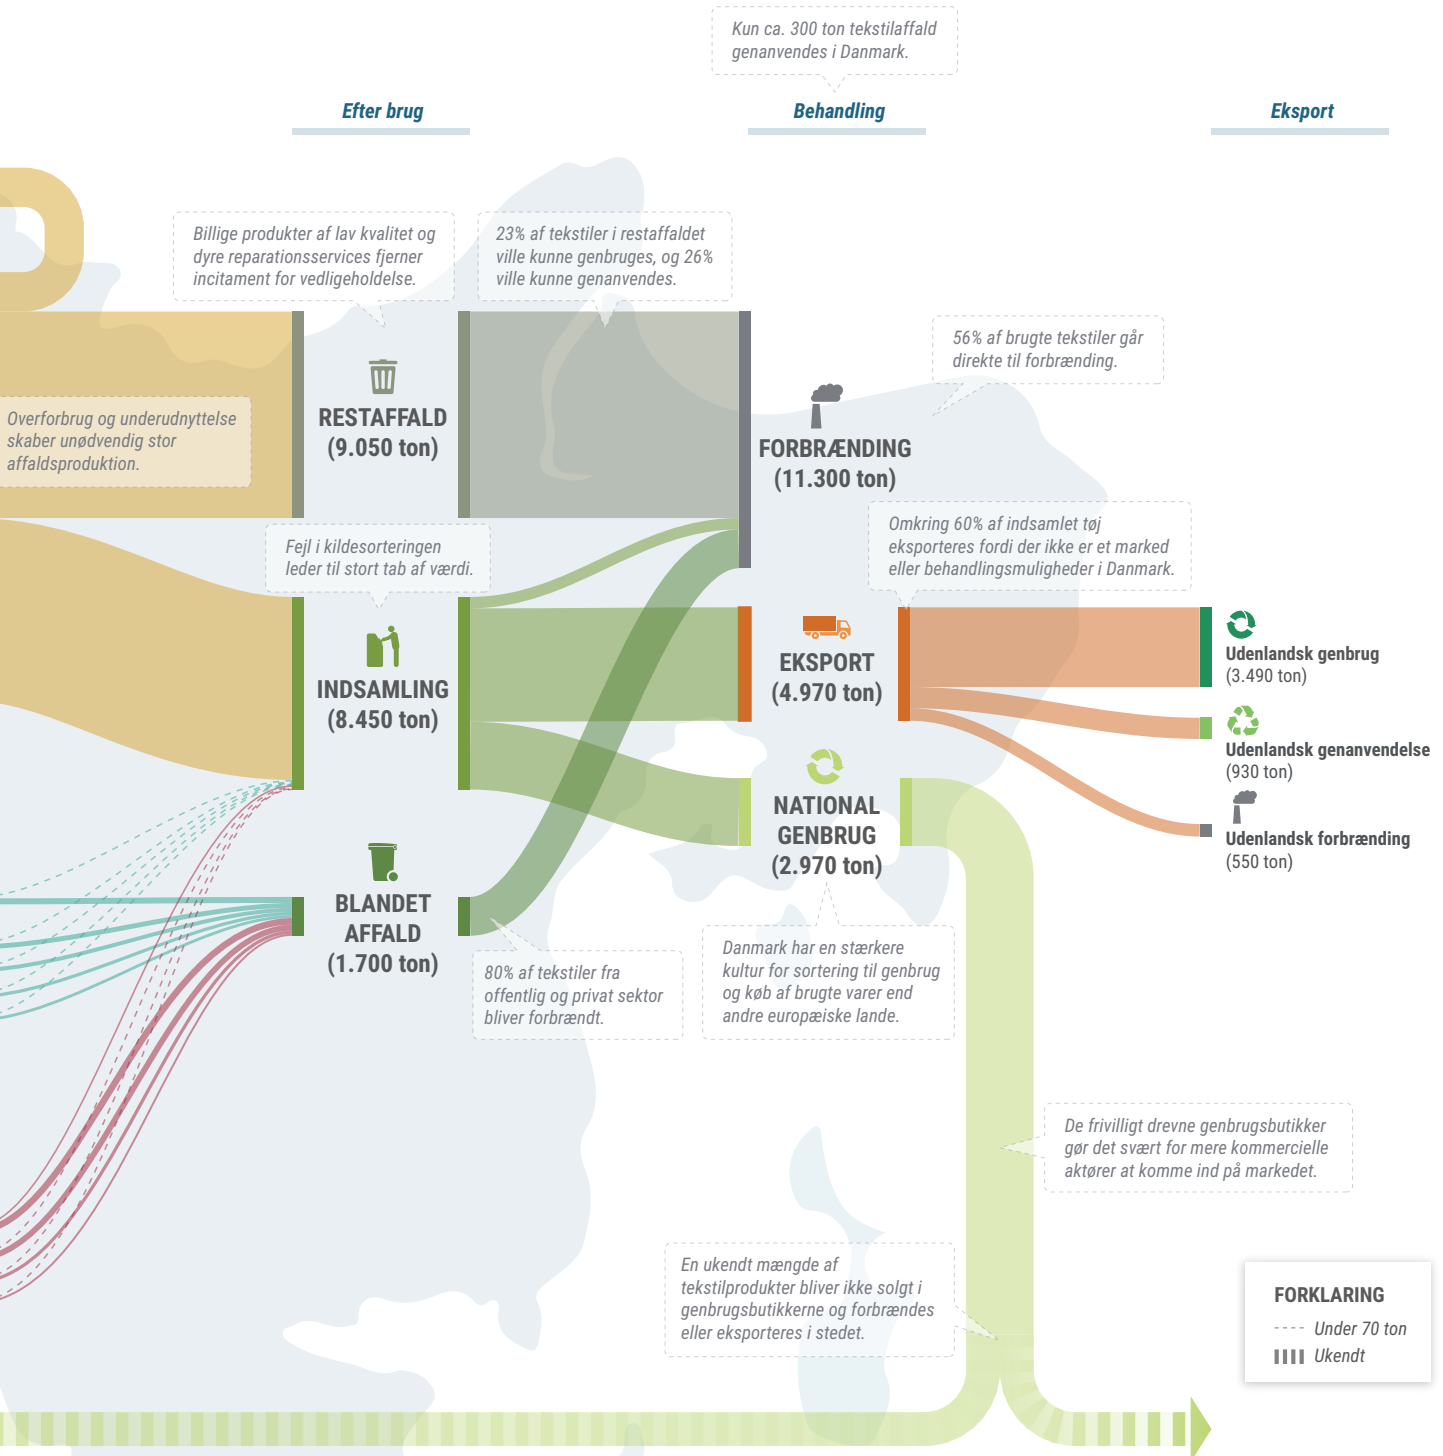 Kun ca. 300 ton tekstilaffald
genanvendes i Danmark.
Efter brug
Behandling
Eksport
Billige produkter af lav kvalitet og
dyre reparationsservices fjerner
incitament for vedligeholdelse.
23% af tekstiler i restaffaldet
ville kunne genbruges, og 26%
ville kunne genanvendes.
56% af brugte tekstiler går
direkte til forbrænding.
Overforbrug og underudnyttelse
skaber unødvendig stor
affaldsproduktion.
RESTAFFALD
(9.050 ton)
FORBRÆNDING
(11.300 ton)
Fejl i kildesorteringen
leder til stort tab af værdi.
Omkring 60% af indsamlet tøj
eksporteres fordi der ikke er et marked
eller behandlingsmuligheder i Danmark.
INDSAMLING
(8.450 ton)
EKSPORT
(4.970 ton)
Udenlandsk genbrug
(3.490 ton)
Udenlandsk genanvendelse
(930 ton)
Udenlandsk forbrænding
(550 ton)
NATIONAL
GENBRUG
(2.970 ton)
BLANDET
AFFALD
(1.700 ton)
80% af tekstiler fra
offentlig og privat sektor
bliver forbrændt.
Danmark har en stærkere
kultur for sortering til genbrug
og køb af brugte varer end
andre europæiske lande.
De frivilligt drevne genbrugsbutikker
gør det svært for mere kommercielle
aktører at komme ind på markedet.
En ukendt mængde af
tekstilprodukter bliver ikke solgt i
genbrugsbutikkerne og forbrændes
eller eksporteres i stedet.
FORKLARING
Under 70 ton
Ukendt